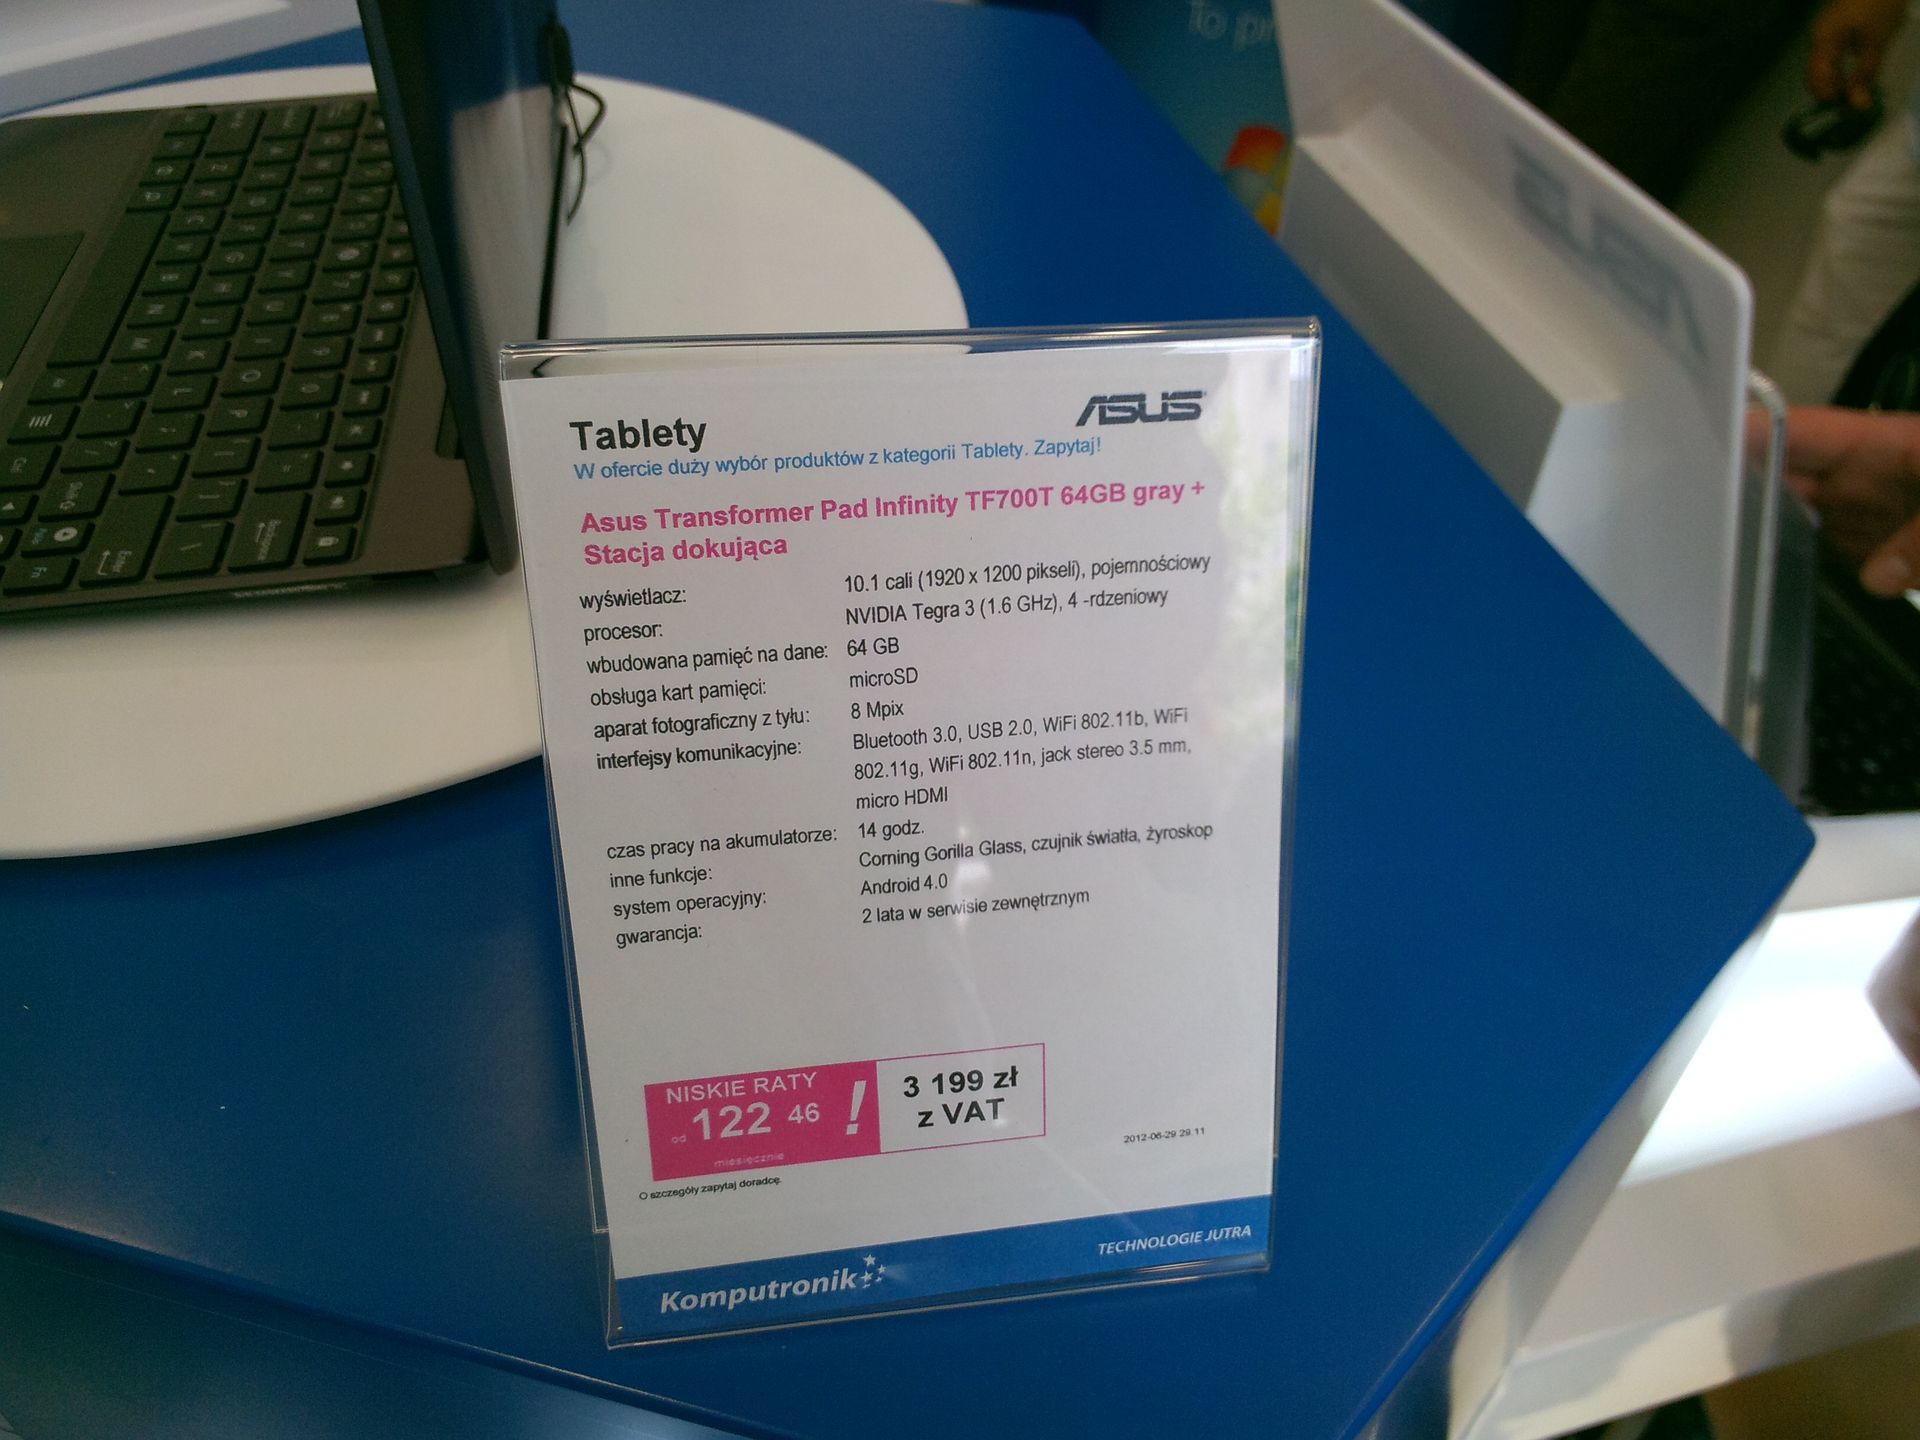 ASUS
Tablety
W ofercie duży wybór produktów z kategorii Tablety. Zapytaj!
Asus Transformer Pad Infinity TF700T 64GB gray +
Stacja dokująca
wyświetlacz: 10.1 cali (1920 x 1200 pikseli), pojemnościowy
procesor: NVIDIA Tegra 3 (1.6 GHz), 4 -rdzeniowy
wbudowana pamięć na dane: 64 GB
obsługa kart pamięci: microSD
aparat fotograficzny z tyłu: 8 Mpix
interfejsy komunikacyjne: Bluetooth 3.0, USB 2.0, WiFi 802.11b, WiFi
802.11g, WiFi 802.11n, jack stereo 3.5 mm,
micro HDMI
czas pracy na akumulatorze: 14 godz.
inne funkcje: Corning Gorilla Glass, czujnik światła, żyroskop
system operacyjny: Android 4.0
gwarancja: 2 lata w serwisie zewnętrznym
NISKIE RATY
od 122 46 !
miesięcznie
3 199 zł
z VAT
2012-06-29 29.11
O szczegóły zapytaj doradcę.
Komputronik
TECHNOLOGIE JUTRA